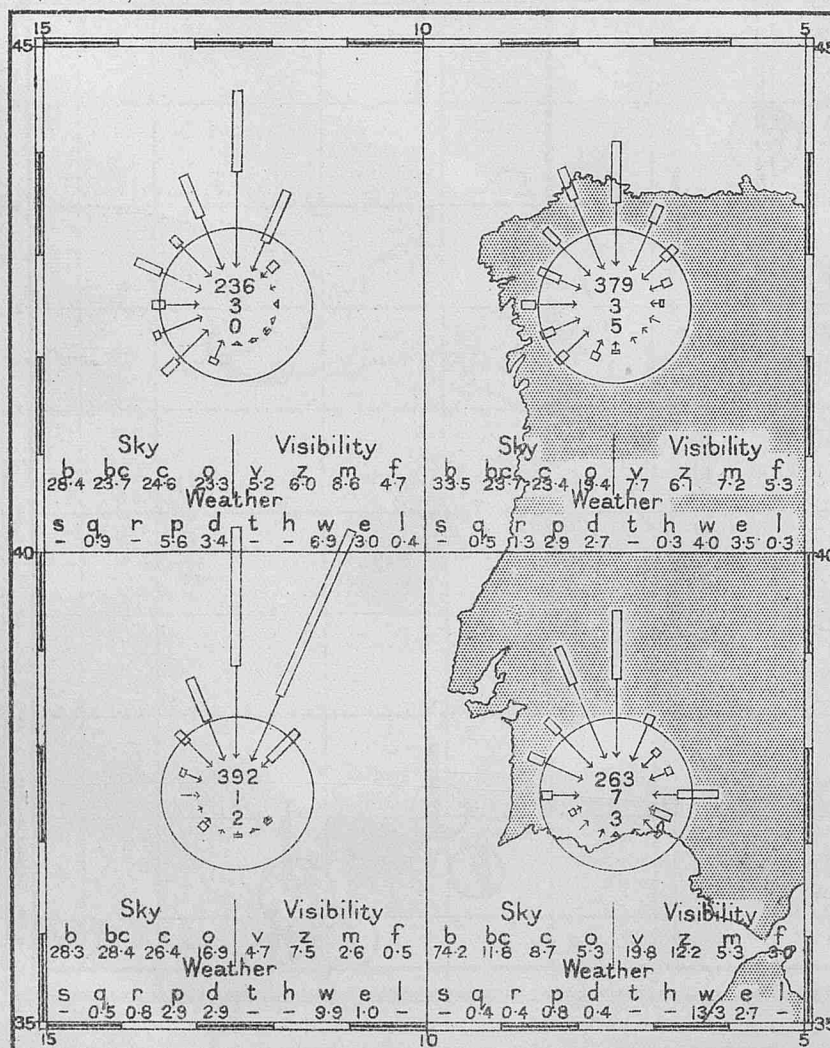 15 10 5
45 45
236
3
0
379
3
5
Sky Visibility
b bc c o v z m f
28·4 23·7 24·6 23·3 5·2 6·0 8·6 4·7
Weather
s q r p d t h w e l
- 0·9 - 5·6 3·4 - - 6·9 3·0 0·4
Sky Visibility
b bc c o v z m f
33·5 23·7 23·4 19·4 7·7 6·1 7·2 5·3
Weather
s q r p d t h w e l
- 0·5 1·3 2·9 2·7 - 0·3 4·0 3·5 0·3
40 40
392
1
2
263
7
3
Sky Visibility
b bc c o v z m f
28·3 28·4 26·4 16·9 4·7 7·5 2·6 0·5
Weather
s q r p d t h w e l
- 0·5 0·8 2·9 2·9 - - 9·9 1·0 -
Sky Visibility
b bc c o v z m f
74·2 11·8 8·7 5·3 19·8 12·2 5·3 3·0
Weather
s q r p d t h w e l
- 0·4 0·4 0·8 0·4 - - 13·3 2·7 -
35 35
15 10 5